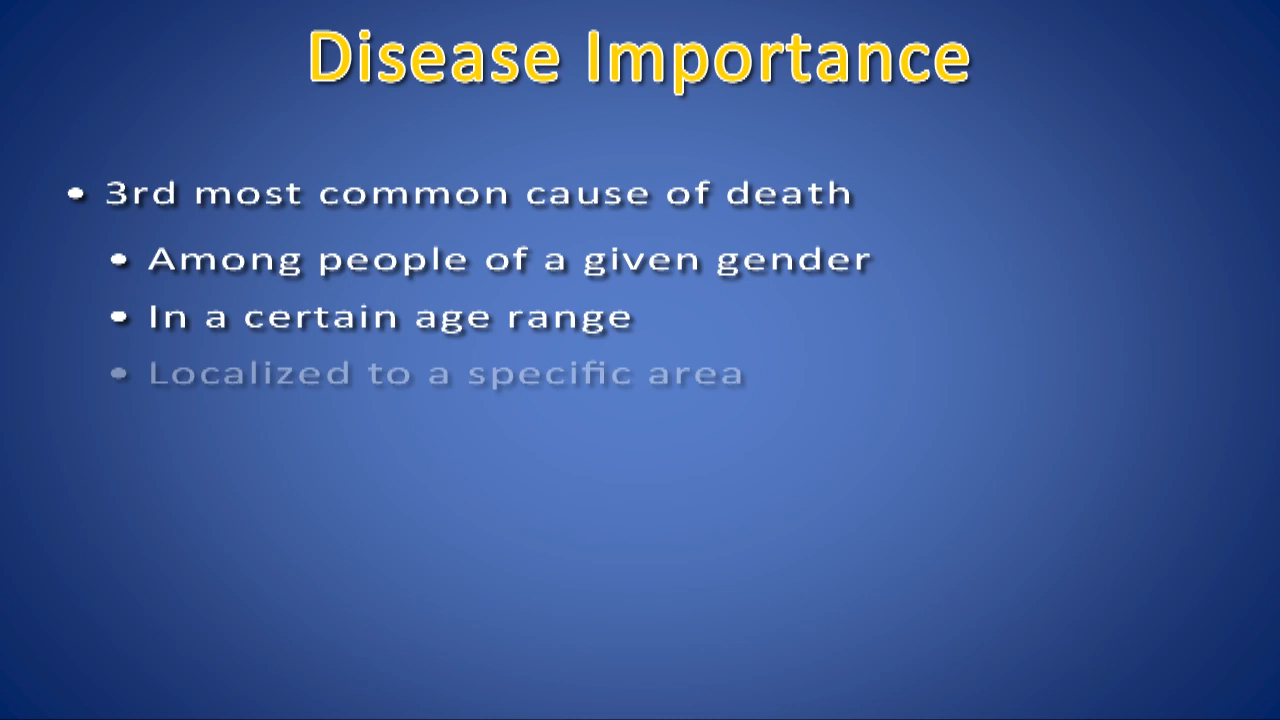 Disease Importance
• 3rd most common cause of death
• Among people of a given gender
• In a certain age range
• Localized to a specific area